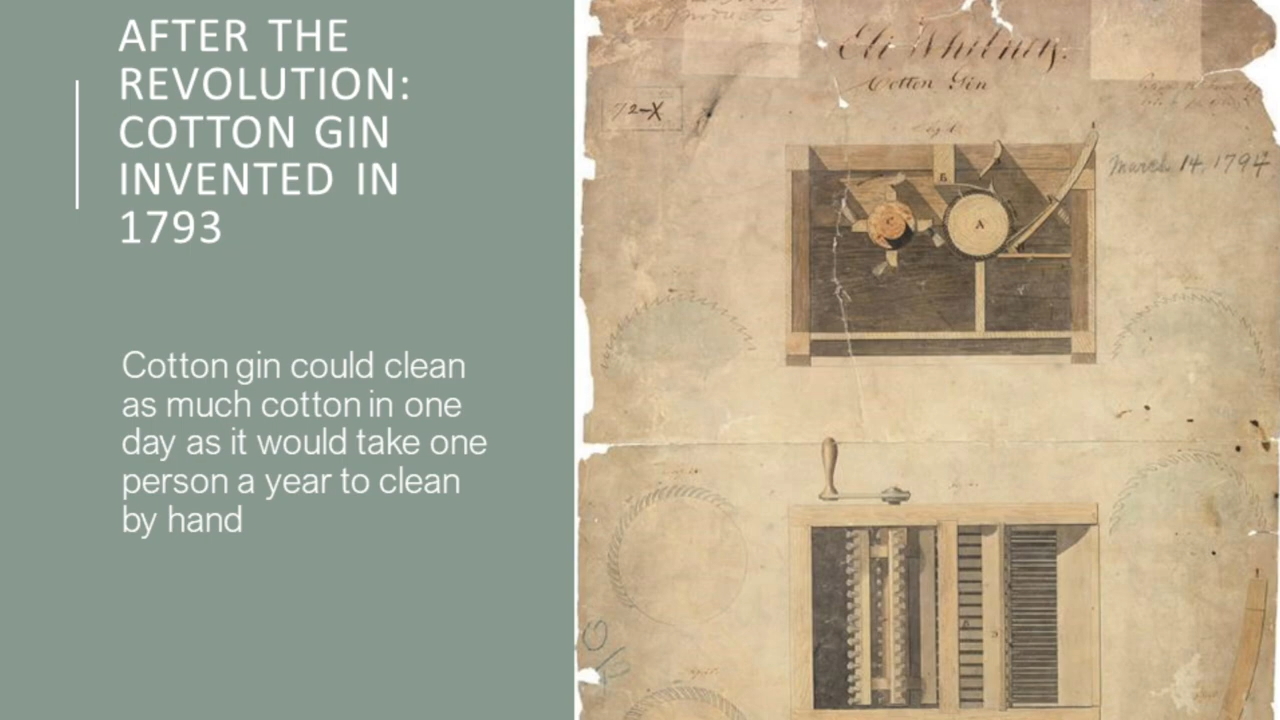 AFTER THE
REVOLUTION:
COTTON GIN
INVENTED IN
1793
Cotton gin could clean
as much cotton in one
day as it would take one
person a year to clean
by hand
Eli Whitney.
Cotton Gin
72-X
March 14, 1794
B
C
A